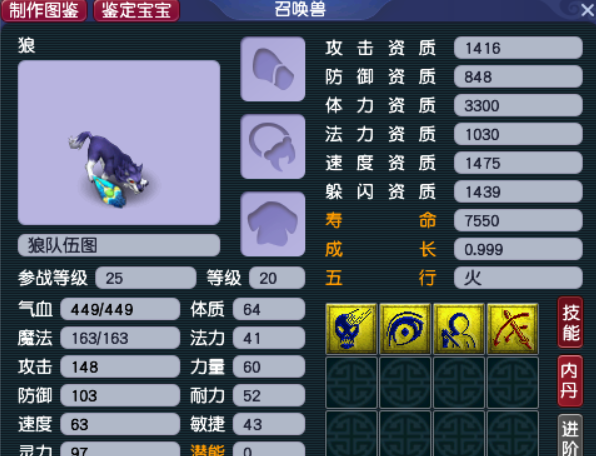 制作图鉴 鉴定宝宝 召唤兽
狼
攻击资质 1416
防御资质 848
体力资质 3300
法力资质 1030
速度资质 1475
躲闪资质 1439
寿命 7550
狼队伍图
成长 0.999
参战等级 25 等级 20
五行 火
气血 449/449 体质 64
魔法 163/163 法力 41
攻击 148 力量 60
防御 103 耐力 52
速度 63 敏捷 43
灵力 97 潜能 0
技能
内丹
进阶